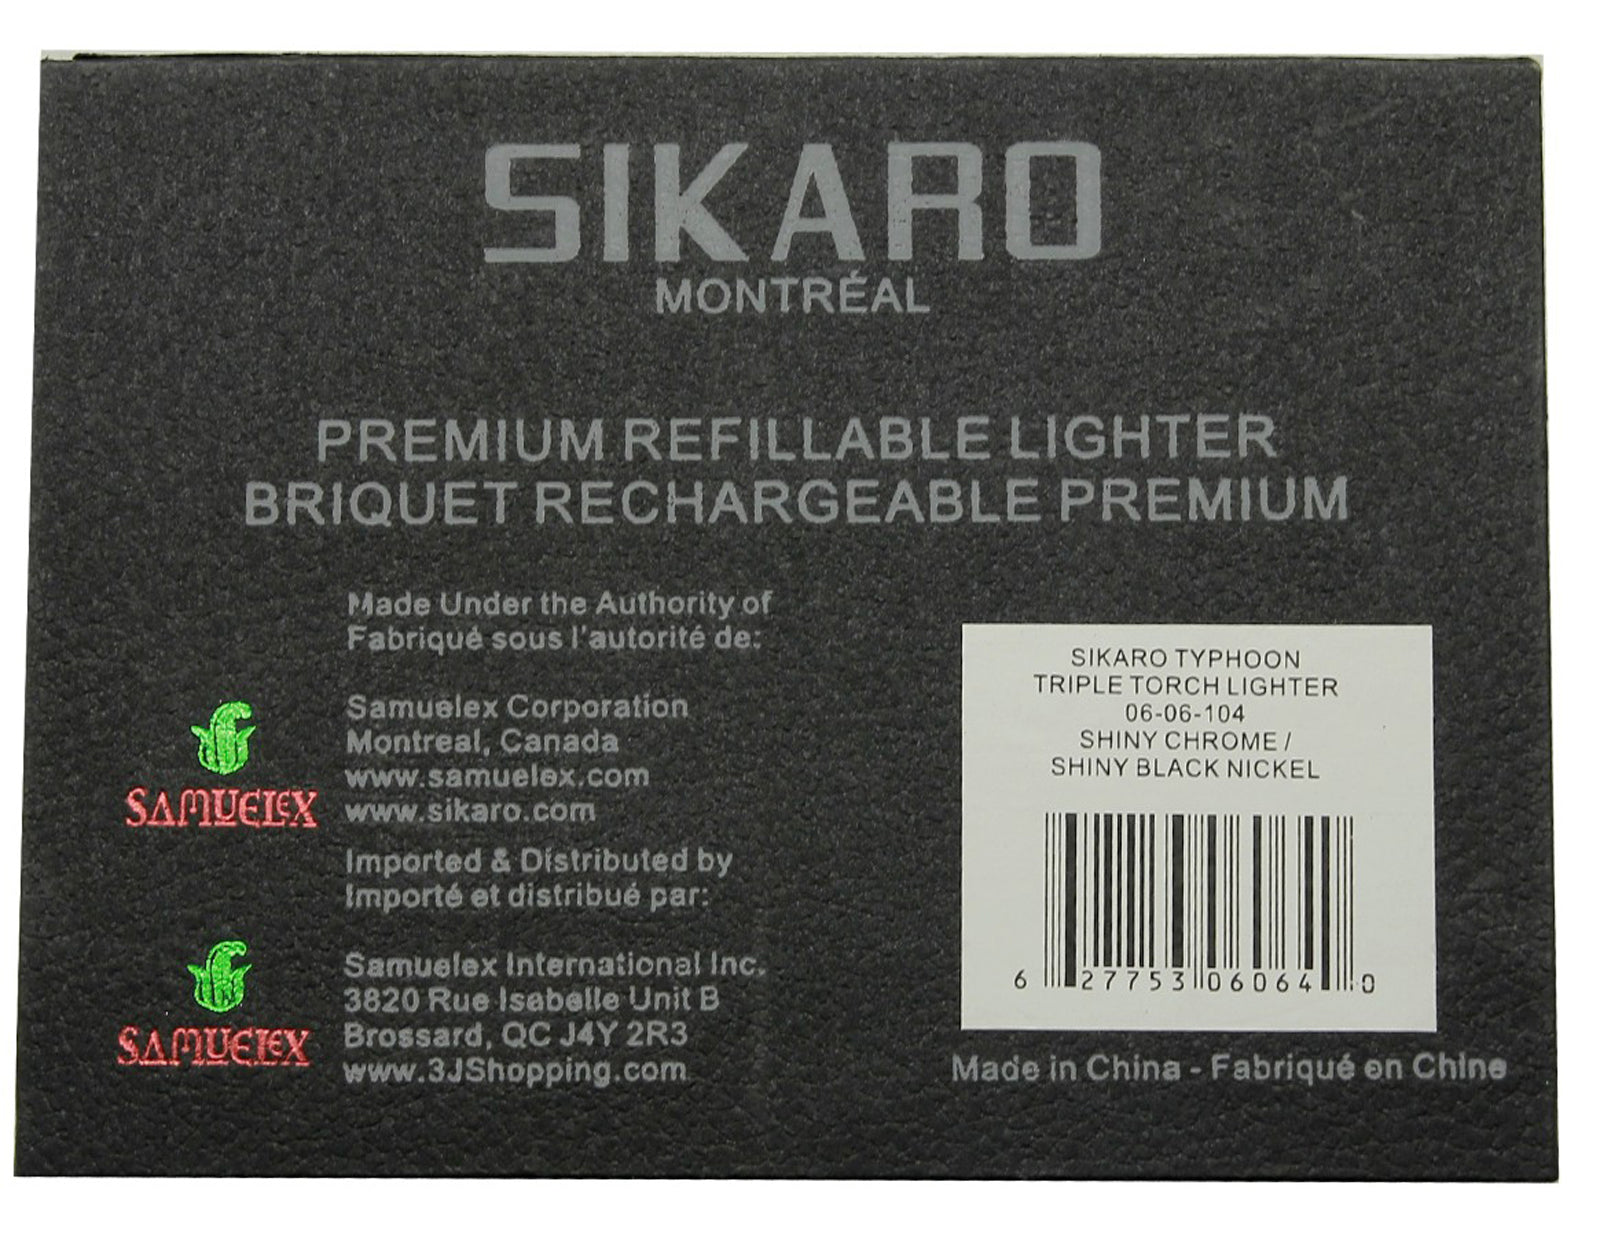 SIKARO
MONTRÉAL
PREMIUM REFILLABLE LIGHTER
BRIQUET RECHARGEABLE PREMIUM
Made Under the Authority of
Fabriqué sous l'autorité de:
SAMUELEX
Samuelex Corporation
Montreal, Canada
www.samuelex.com
www.sikaro.com
Imported & Distributed by
Importé et distribué par:
SAMUELEX
Samuelex International Inc.
3820 Rue Isabelle Unit B
Brossard, QC J4Y 2R3
www.3JShopping.com
SIKARO TYPHOON
TRIPLE TORCH LIGHTER
06-06-104
SHINY CHROME /
SHINY BLACK NICKEL
6 27753 06064 0
Made in China - Fabriqué en Chine